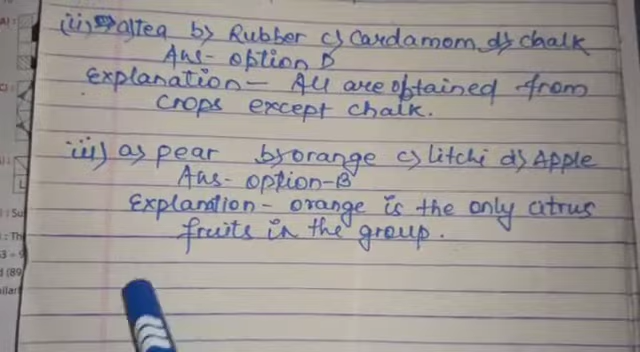 (ii) a) tea b) Rubber c) Cardamom d) chalk
Ans- option D
Explanation - All are obtained from
crops except chalk.
iii) a) pear b) orange c) litchi d) Apple
Ans- option-B
Explantion - orange is the only citrus
fruits in the group.